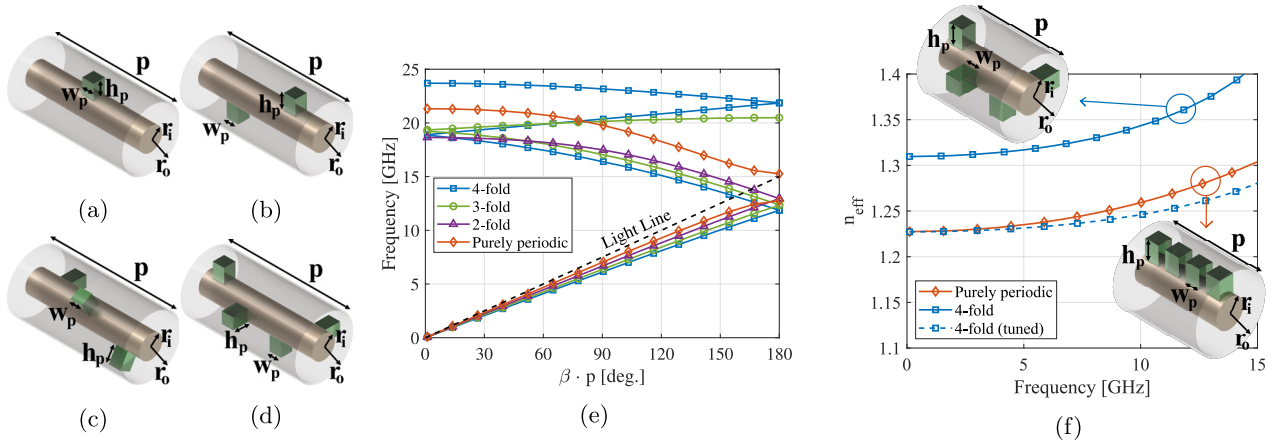 p
w_p
h_p
r_i
r_o
(a)
p
h_p
w_p
r_i
r_o
(b)
p
w_p
h_p
r_i
r_o
(c)
p
h_p
w_p
r_i
r_o
(d)
25
20
15
10
5
0
Frequency [GHz]
4-fold
3-fold
2-fold
Purely periodic
Light Line
0
30
60
90
120
150
180
β · p [deg.]
(e)
p
h_p
w_p
r_i
r_o
1.4
1.35
1.3
1.25
1.2
1.15
1.1
n_eff
Purely periodic
4-fold
4-fold (tuned)
p
h_p
w_p
r_i
r_o
0
5
10
15
Frequency [GHz]
(f)